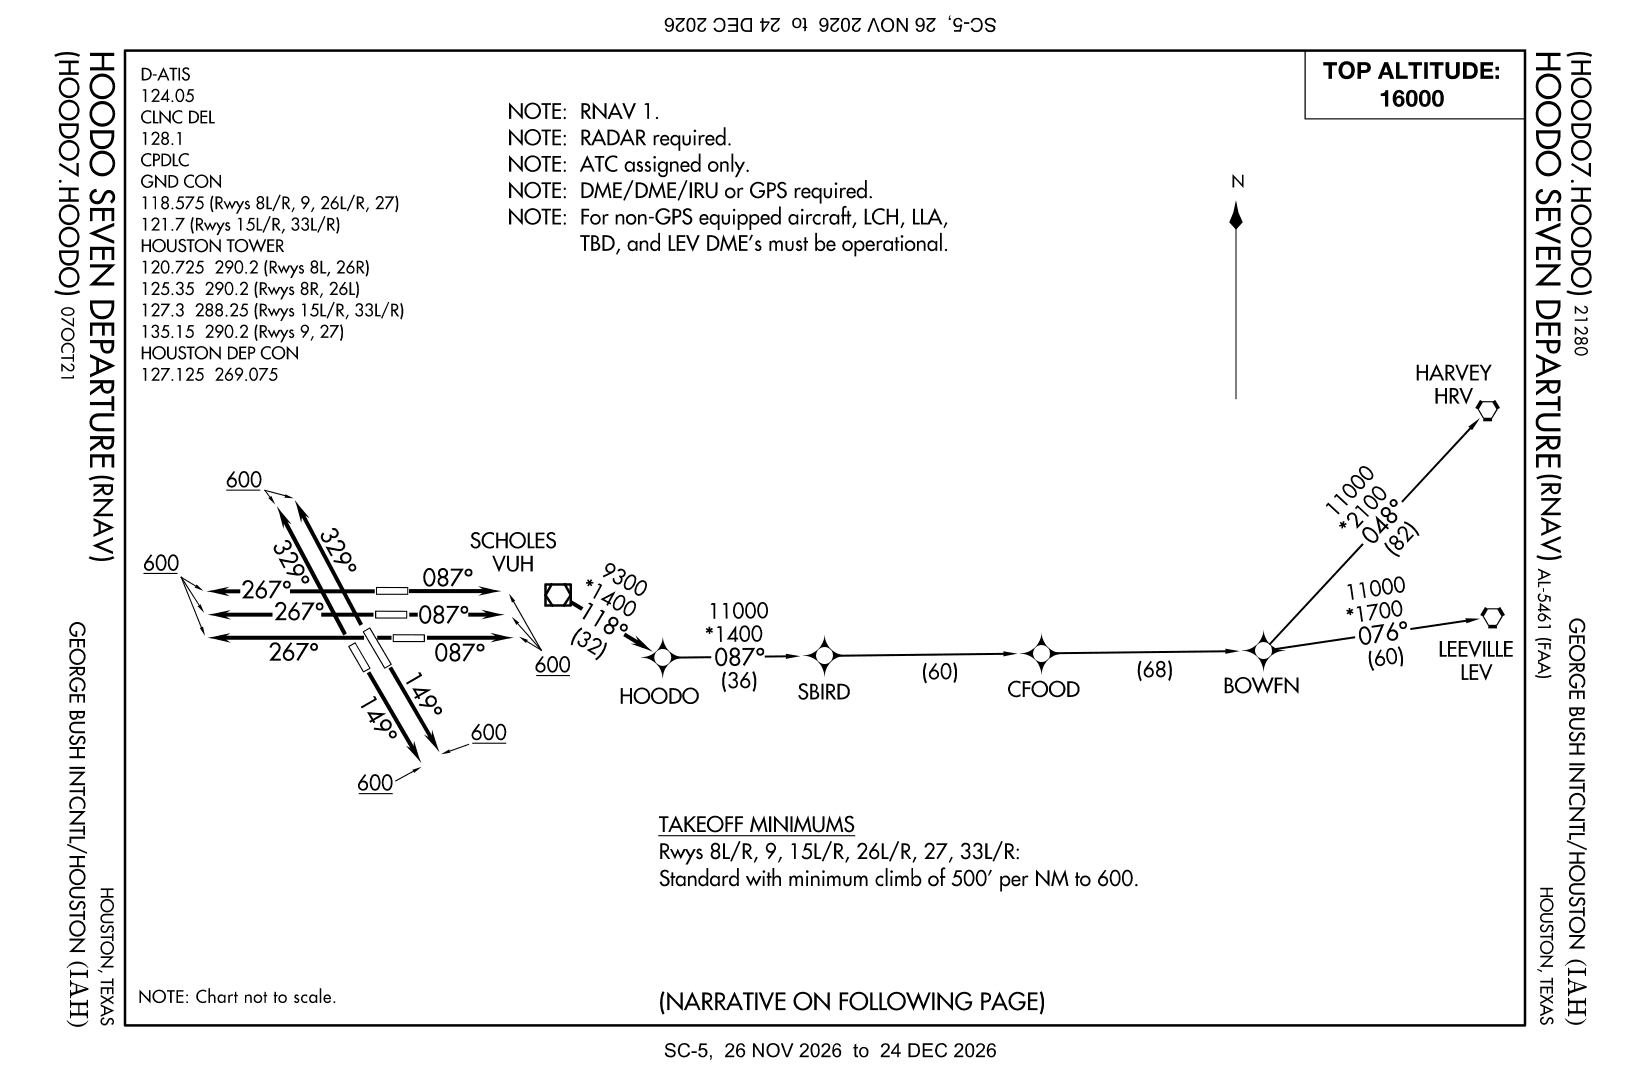 SC-5, 26 NOV 2026 to 24 DEC 2026
HOODO SEVEN DEPARTURE (RNAV)
(HOODO7.HOODO) 07OCT21
GEORGE BUSH INTCNTL/HOUSTON (IAH)
HOUSTON, TEXAS
D-ATIS
124.05
CLNC DEL
128.1
CPDLC
GND CON
118.575 (Rwys 8L/R, 9, 26L/R, 27)
121.7 (Rwys 15L/R, 33L/R)
HOUSTON TOWER
120.725 290.2 (Rwys 8L, 26R)
125.35 290.2 (Rwys 8R, 26L)
127.3 288.25 (Rwys 15L/R, 33L/R)
135.15 290.2 (Rwys 9, 27)
HOUSTON DEP CON
127.125 269.075
NOTE: RNAV 1.
NOTE: RADAR required.
NOTE: ATC assigned only.
NOTE: DME/DME/IRU or GPS required.
NOTE: For non-GPS equipped aircraft, LCH, LLA,
TBD, and LEV DME's must be operational.
TOP ALTITUDE:
16000
N
600
329°
329°
600
267°
267°
267°
087°
087°
087°
600
149°
149°
600
600
SCHOLES
VUH
9300
*1400
118°
(32)
HOODO
11000
*1400
087°
(36)
SBIRD
(60)
CFOOD
(68)
BOWFN
11000
*2100
048°
(82)
HARVEY
HRV
11000
*1700
076°
(60)
LEEVILLE
LEV
TAKEOFF MINIMUMS
Rwys 8L/R, 9, 15L/R, 26L/R, 27, 33L/R:
Standard with minimum climb of 500' per NM to 600.
NOTE: Chart not to scale.
(NARRATIVE ON FOLLOWING PAGE)
(HOODO7.HOODO) 21280
HOODO SEVEN DEPARTURE (RNAV)
AL-5461 (FAA)
GEORGE BUSH INTCNTL/HOUSTON (IAH)
HOUSTON, TEXAS
SC-5, 26 NOV 2026 to 24 DEC 2026